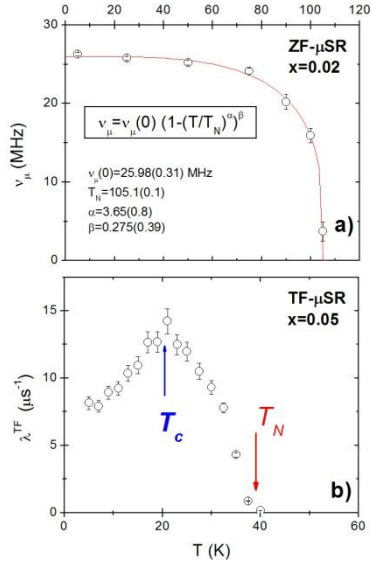 0 20 40 60 80 100 120
ZF-μSR
x=0.02
30
20
10
0
ν_μ (MHz)
ν_μ=ν_μ(0) (1-(T/T_N)^α)^β
ν_μ(0)=25.98(0.31) MHz
T_N=105.1(0.1)
α=3.65(0.8)
β=0.275(0.39)
a)
TF-μSR
x=0.05
15
10
5
0
λ^TF (μs^-1)
T_c
T_N
b)
0 20 40 60 80
T (K)